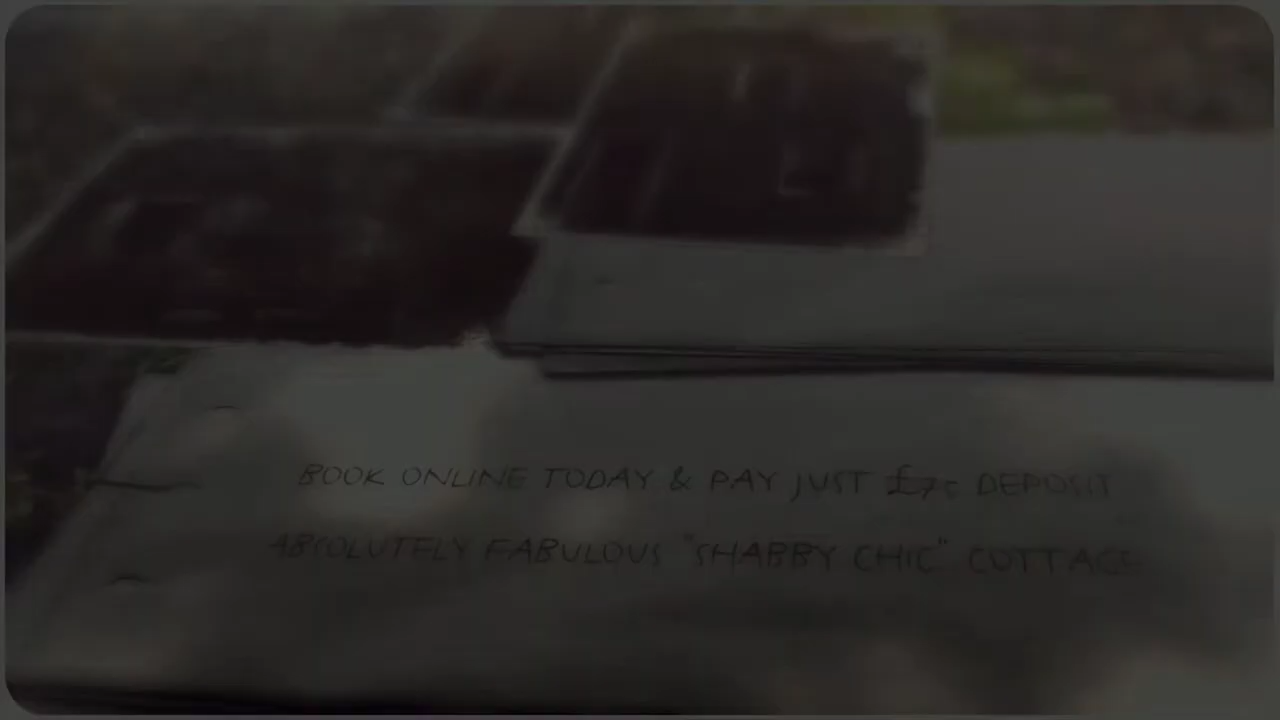 BOOK ONLINE TODAY & PAY JUST DEPOSIT
ABSOLUTELY FABULOUS "SHABBY CHIC" COTTAGE